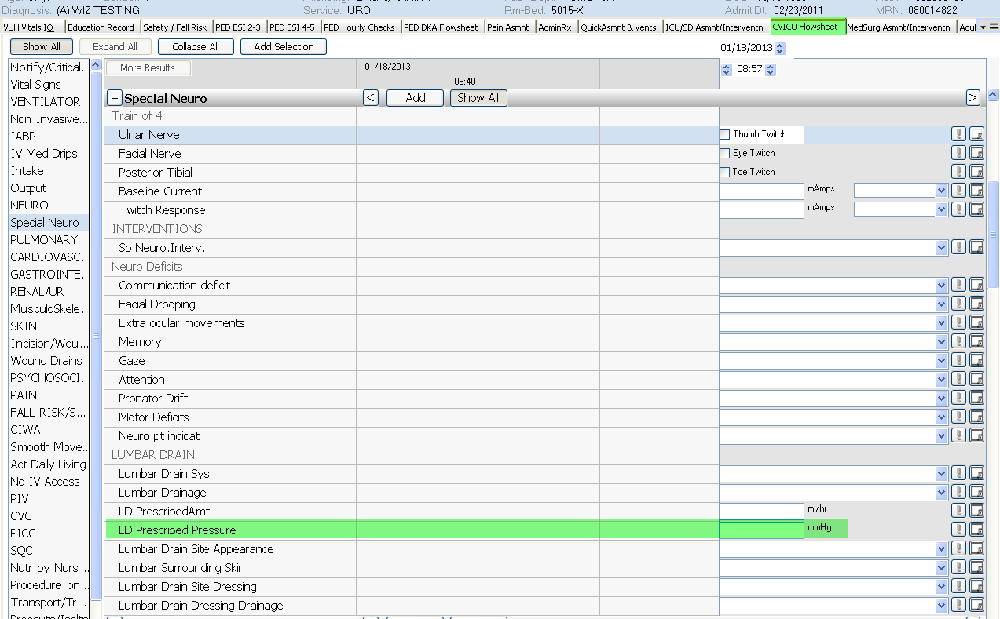 Diagnosis: (A) WIZ TESTING Service: URO Rm-Bed: 5015-X Admit Dt: 02/23/2011 MRN: 080014822
VUH Vitals IO Education Record Safety / Fall Risk PED ESI 2-3 PED ESI 4-5 PED Hourly Checks PED DKA Flowsheet Pain Asmnt AdminRx QuickAsmnt & Vents ICU/SD Asmnt/Interventn CVICU Flowsheet MedSurg Asmnt/Interventn Adul
Show All Expand All Collapse All Add Selection 01/18/2013
08:57
Notify/Critical...
Vital Signs
VENTILATOR
Non Invasive...
IABP
IV Med Drips
Intake
Output
NEURO
Special Neuro
PULMONARY
CARDIOVASC...
GASTROINTE...
RENAL/UR
MusculoSkele...
SKIN
Incision/Wou...
Wound Drains
PSYCHOSOCI...
PAIN
FALL RISK/S...
CIWA
Smooth Move...
Act Daily Living
No IV Access
PIV
CVC
PICC
SQC
Nutr by Nursi...
Procedure on...
Transport/Tr...
More Results 01/18/2013
08:40
− Special Neuro < Add Show All >
Train of 4
Ulnar Nerve Thumb Twitch
Facial Nerve Eye Twitch
Posterior Tibial Toe Twitch
Baseline Current mAmps
Twitch Response mAmps
INTERVENTIONS
Sp.Neuro.Interv.
Neuro Deficits
Communication deficit
Facial Drooping
Extra ocular movements
Memory
Gaze
Attention
Pronator Drift
Motor Deficits
Neuro pt indicat
LUMBAR DRAIN
Lumbar Drain Sys
Lumbar Drainage
LD PrescribedAmt ml/hr
LD Prescribed Pressure mmHg
Lumbar Drain Site Appearance
Lumbar Surrounding Skin
Lumbar Drain Site Dressing
Lumbar Drain Dressing Drainage